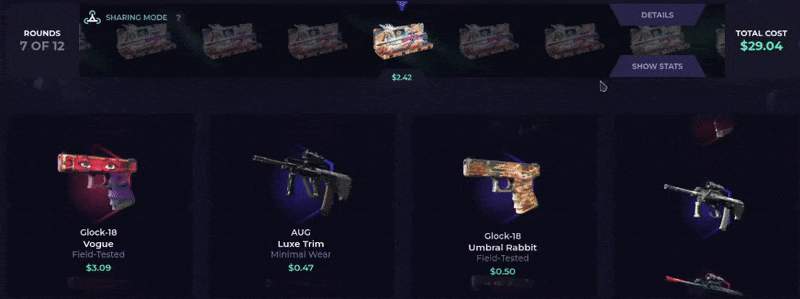 SHARING MODE ?
DETAILS
ROUNDS
7 OF 12
TOTAL COST
$29.04
SHOW STATS
$2.42
Glock-18
Vogue
Field-Tested
$3.09
AUG
Luxe Trim
Minimal Wear
$0.47
Glock-18
Umbral Rabbit
Field-Tested
$0.50